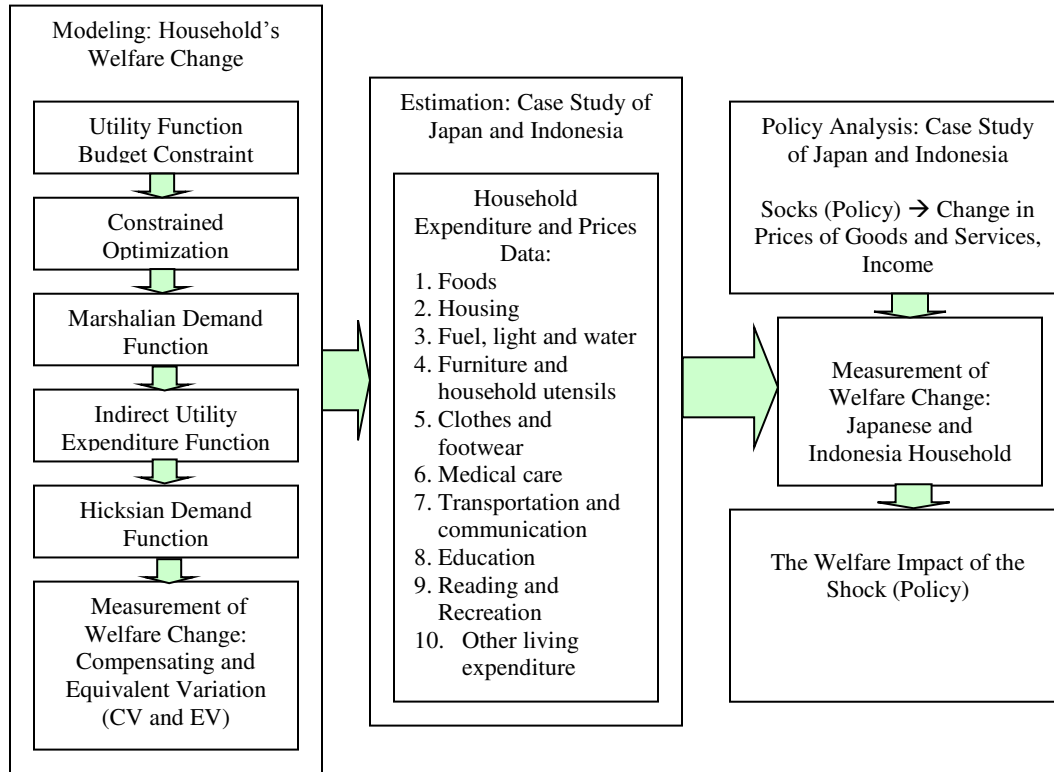 Modeling: Household's
Welfare Change
Utility Function
Budget Constraint
Constrained
Optimization
Marshalian Demand
Function
Indirect Utility
Expenditure Function
Hicksian Demand
Function
Measurement of
Welfare Change:
Compensating and
Equivalent Variation
(CV and EV)
Estimation: Case Study of
Japan and Indonesia
Household
Expenditure and Prices
Data:
1. Foods
2. Housing
3. Fuel, light and water
4. Furniture and
household utensils
5. Clothes and
footwear
6. Medical care
7. Transportation and
communication
8. Education
9. Reading and
Recreation
10. Other living
expenditure
Policy Analysis: Case Study
of Japan and Indonesia
Socks (Policy) → Change in
Prices of Goods and Services,
Income
Measurement of
Welfare Change:
Japanese and
Indonesia Household
The Welfare Impact of the
Shock (Policy)